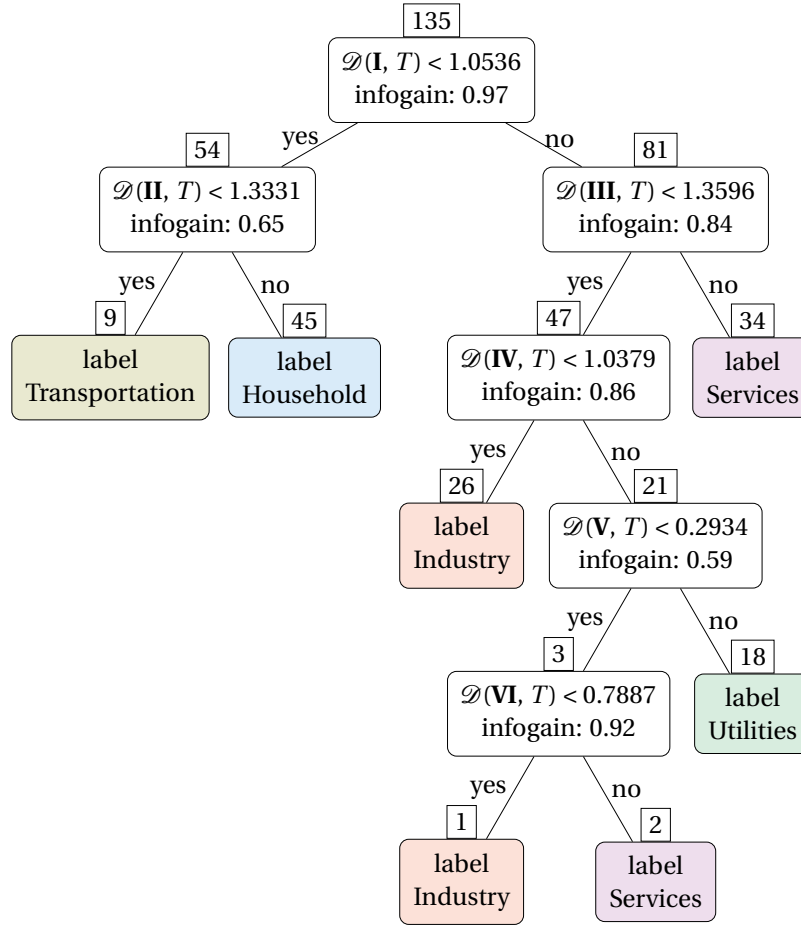 135
𝒟(I, T) < 1.0536
infogain: 0.97
yes
no
54
81
𝒟(II, T) < 1.3331
infogain: 0.65
𝒟(III, T) < 1.3596
infogain: 0.84
yes
no
yes
no
9
45
47
34
label
Transportation
label
Household
𝒟(IV, T) < 1.0379
infogain: 0.86
label
Services
yes
no
26
21
label
Industry
𝒟(V, T) < 0.2934
infogain: 0.59
yes
no
3
18
𝒟(VI, T) < 0.7887
infogain: 0.92
label
Utilities
yes
no
1
2
label
Industry
label
Services